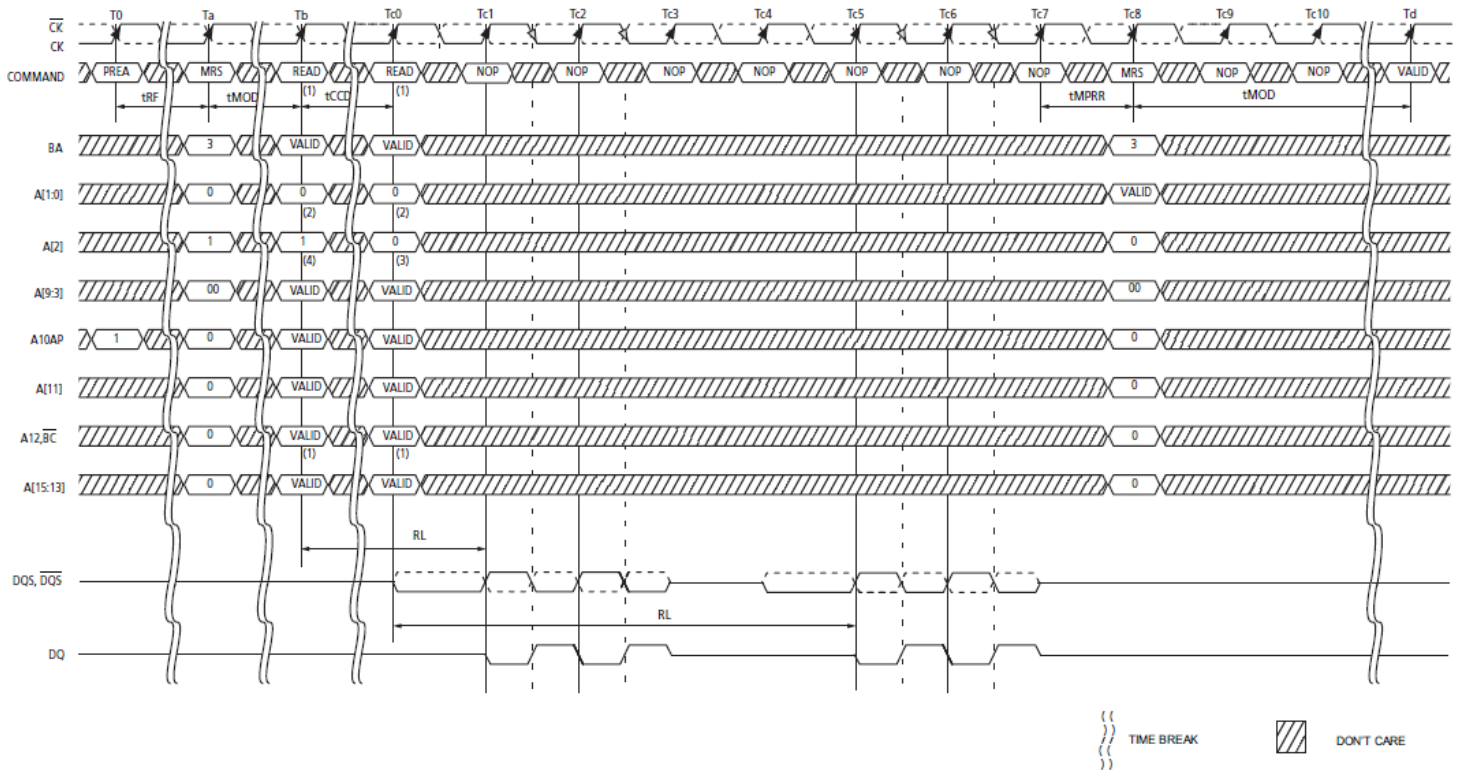 T0 Ta Tb Tc0 Tc1 Tc2 Tc3 Tc4 Tc5 Tc6 Tc7 Tc8 Tc9 Tc10 Td
CK
CK
COMMAND PREA MRS READ READ NOP NOP NOP NOP NOP NOP NOP MRS NOP NOP VALID
(1) (1)
tRF tMOD tCCD tMPRR tMOD
BA 3 VALID VALID 3
A[1:0] 0 0 0 VALID
(2) (2)
A[2] 1 1 0 0
(4) (3)
A[9:3] 00 VALID VALID 00
A10AP 1 0 VALID VALID 0
A[11] 0 VALID VALID 0
A12,BC 0 VALID VALID 0
(1) (1)
A[15:13] 0 VALID VALID 0
RL
DQS, DQS
RL
DQ
TIME BREAK DON'T CARE